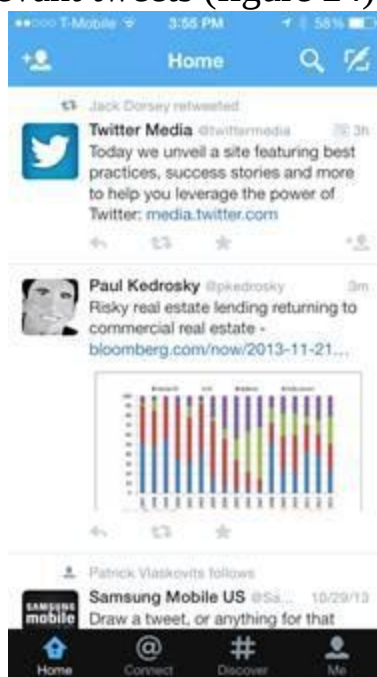 evant tweets (figure 24)
T-Mobile 3:55 PM 58%
Home
Jack Dorsey retweeted
Twitter Media @twittermedia 3h
Today we unveil a site featuring best
practices, success stories and more
to help you leverage the power of
Twitter: media.twitter.com
Paul Kedrosky @pkedrosky 3m
Risky real estate lending returning to
commercial real estate -
bloomberg.com/now/2013-11-21...
Patrick Vlaskovits follows
SAMSUNG
mobile
Samsung Mobile US @Sa... 10/29/13
Draw a tweet, or anything for that
Home Connect Discover Me